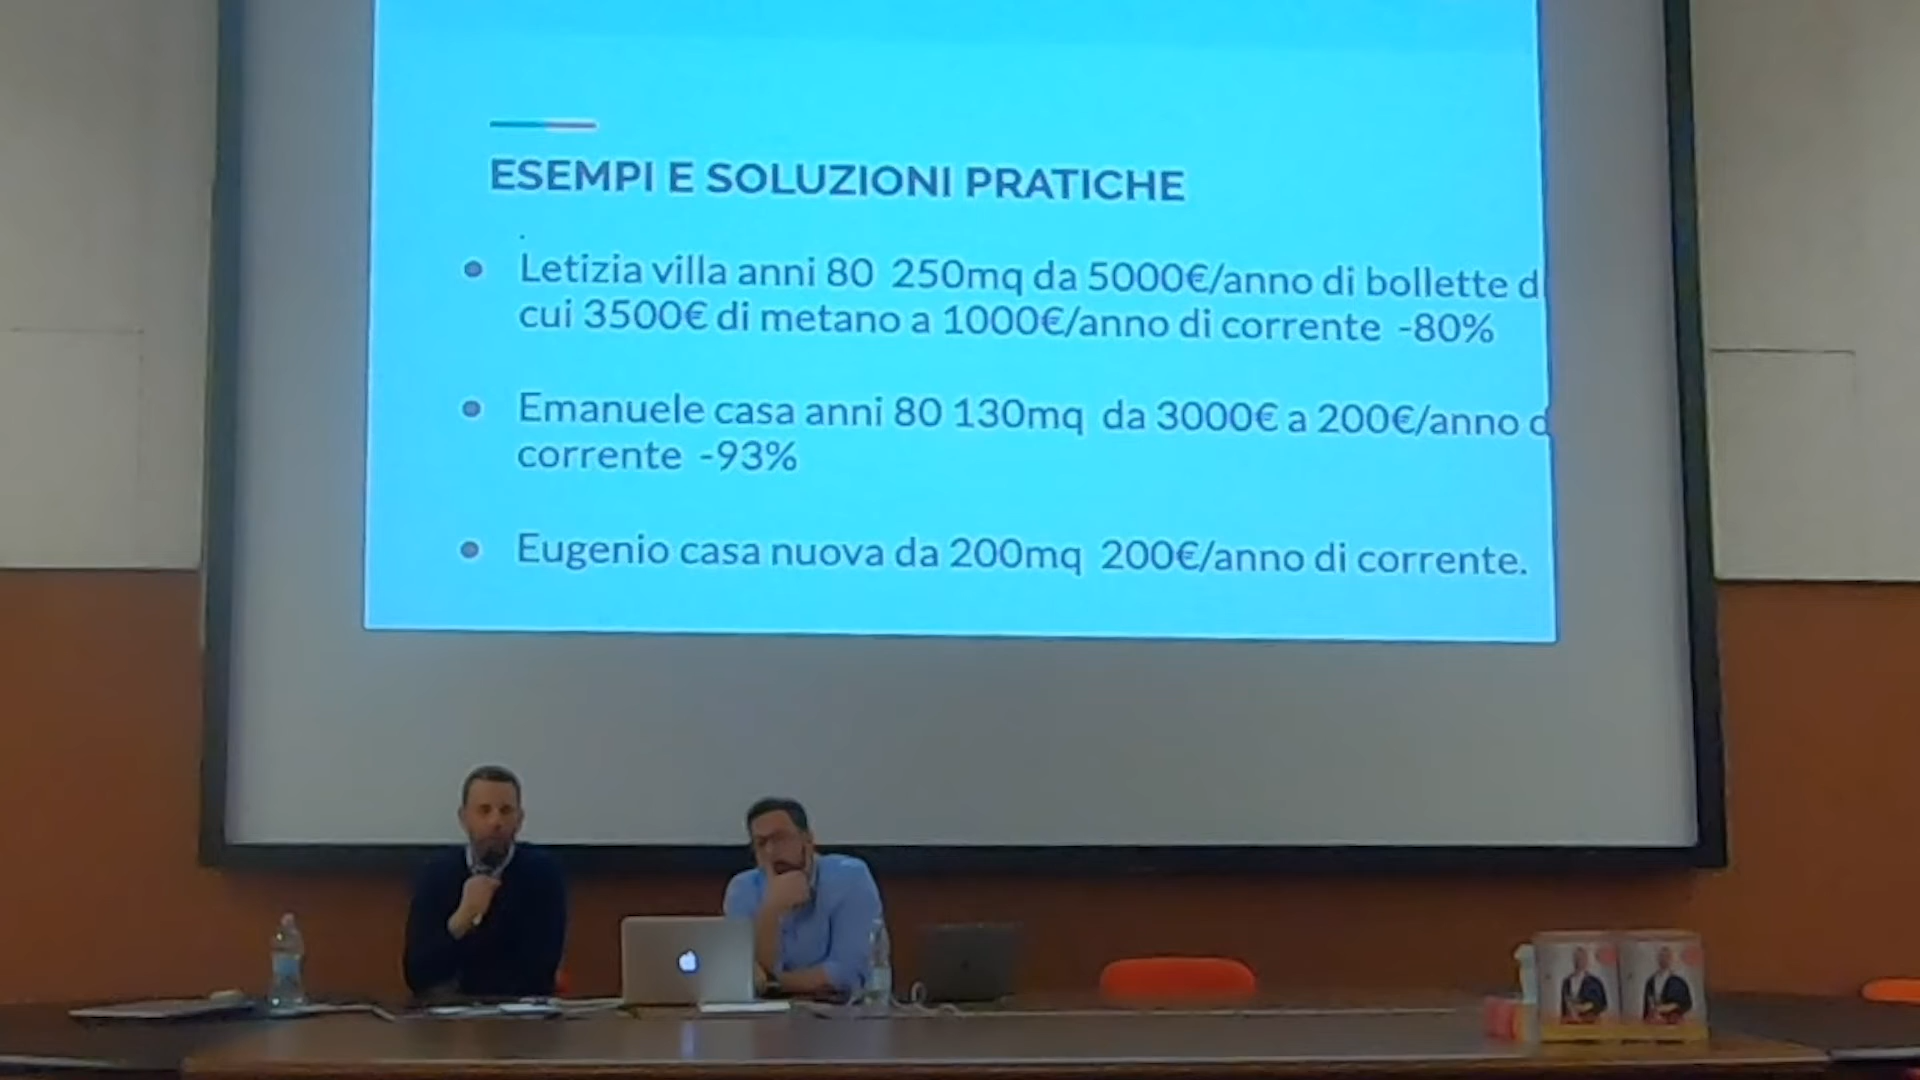 ESEMPI E SOLUZIONI PRATICHE
Letizia villa anni 80 250mq da 5000€/anno di bollette d
cui 3500€ di metano a 1000€/anno di corrente -80%
Emanuele casa anni 80 130mq da 3000€ a 200€/anno d
corrente -93%
Eugenio casa nuova da 200mq 200€/anno di corrente.